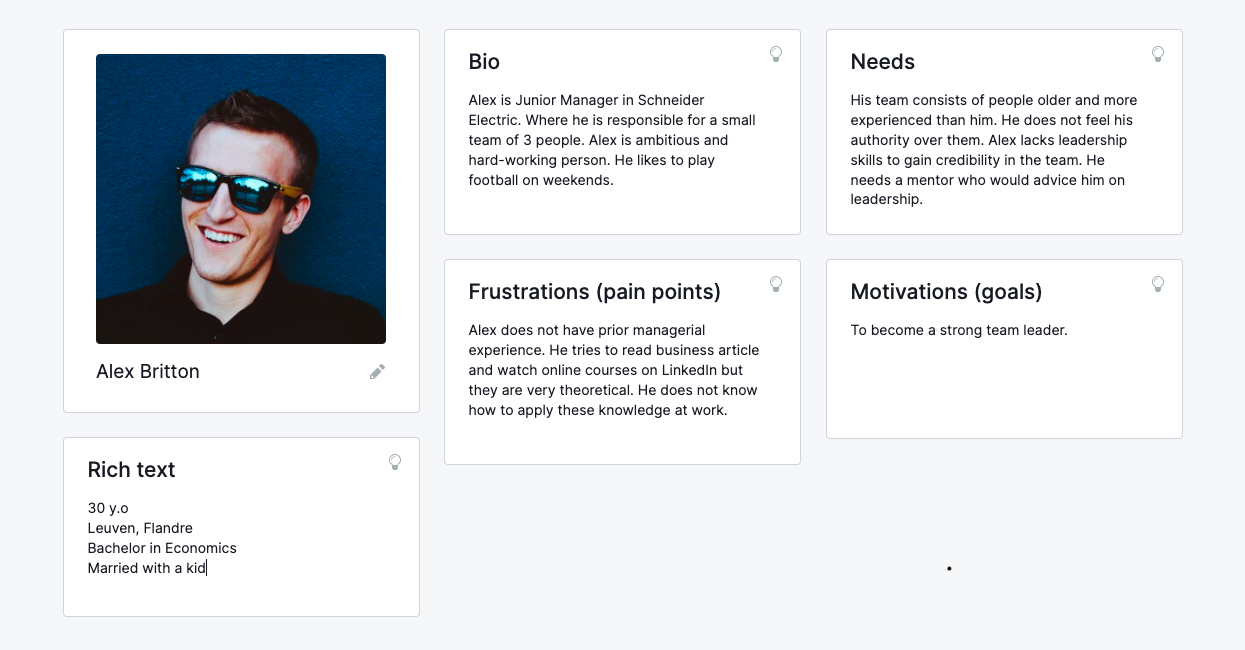 Alex Britton
Rich text
30 y.o
Leuven, Flandre
Bachelor in Economics
Married with a kid
Bio
Alex is Junior Manager in Schneider
Electric. Where he is responsible for a small
team of 3 people. Alex is ambitious and
hard-working person. He likes to play
football on weekends.
Frustrations (pain points)
Alex does not have prior managerial
experience. He tries to read business article
and watch online courses on LinkedIn but
they are very theoretical. He does not know
how to apply these knowledge at work.
Needs
His team consists of people older and more
experienced than him. He does not feel his
authority over them. Alex lacks leadership
skills to gain credibility in the team. He
needs a mentor who would advice him on
leadership.
Motivations (goals)
To become a strong team leader.